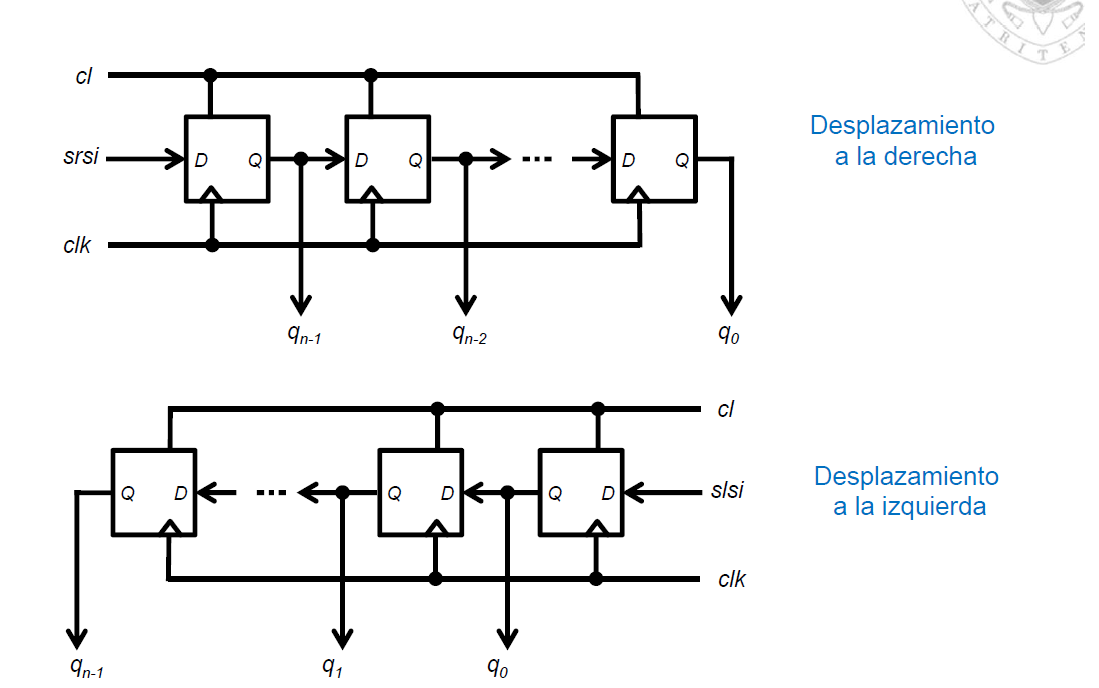 cl
srsi
D Q D Q D Q
clk
q_{n-1} q_{n-2} q_0
Desplazamiento
a la derecha
cl
Q D Q D Q D
slsi
clk
q_{n-1} q_1 q_0
Desplazamiento
a la izquierda